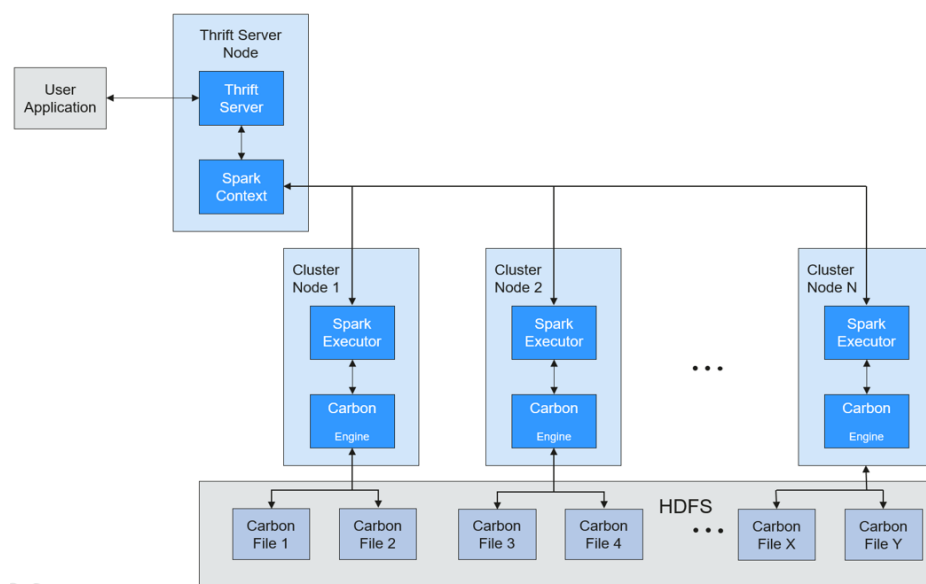 Thrift Server
Node
User
Application
Thrift
Server
Spark
Context
Cluster
Node 1
Cluster
Node 2
Cluster
Node N
Spark
Executor
Spark
Executor
Spark
Executor
...
Carbon
Engine
Carbon
Engine
Carbon
Engine
HDFS
Carbon
File 1
Carbon
File 2
Carbon
File 3
Carbon
File 4
...
Carbon
File X
Carbon
File Y